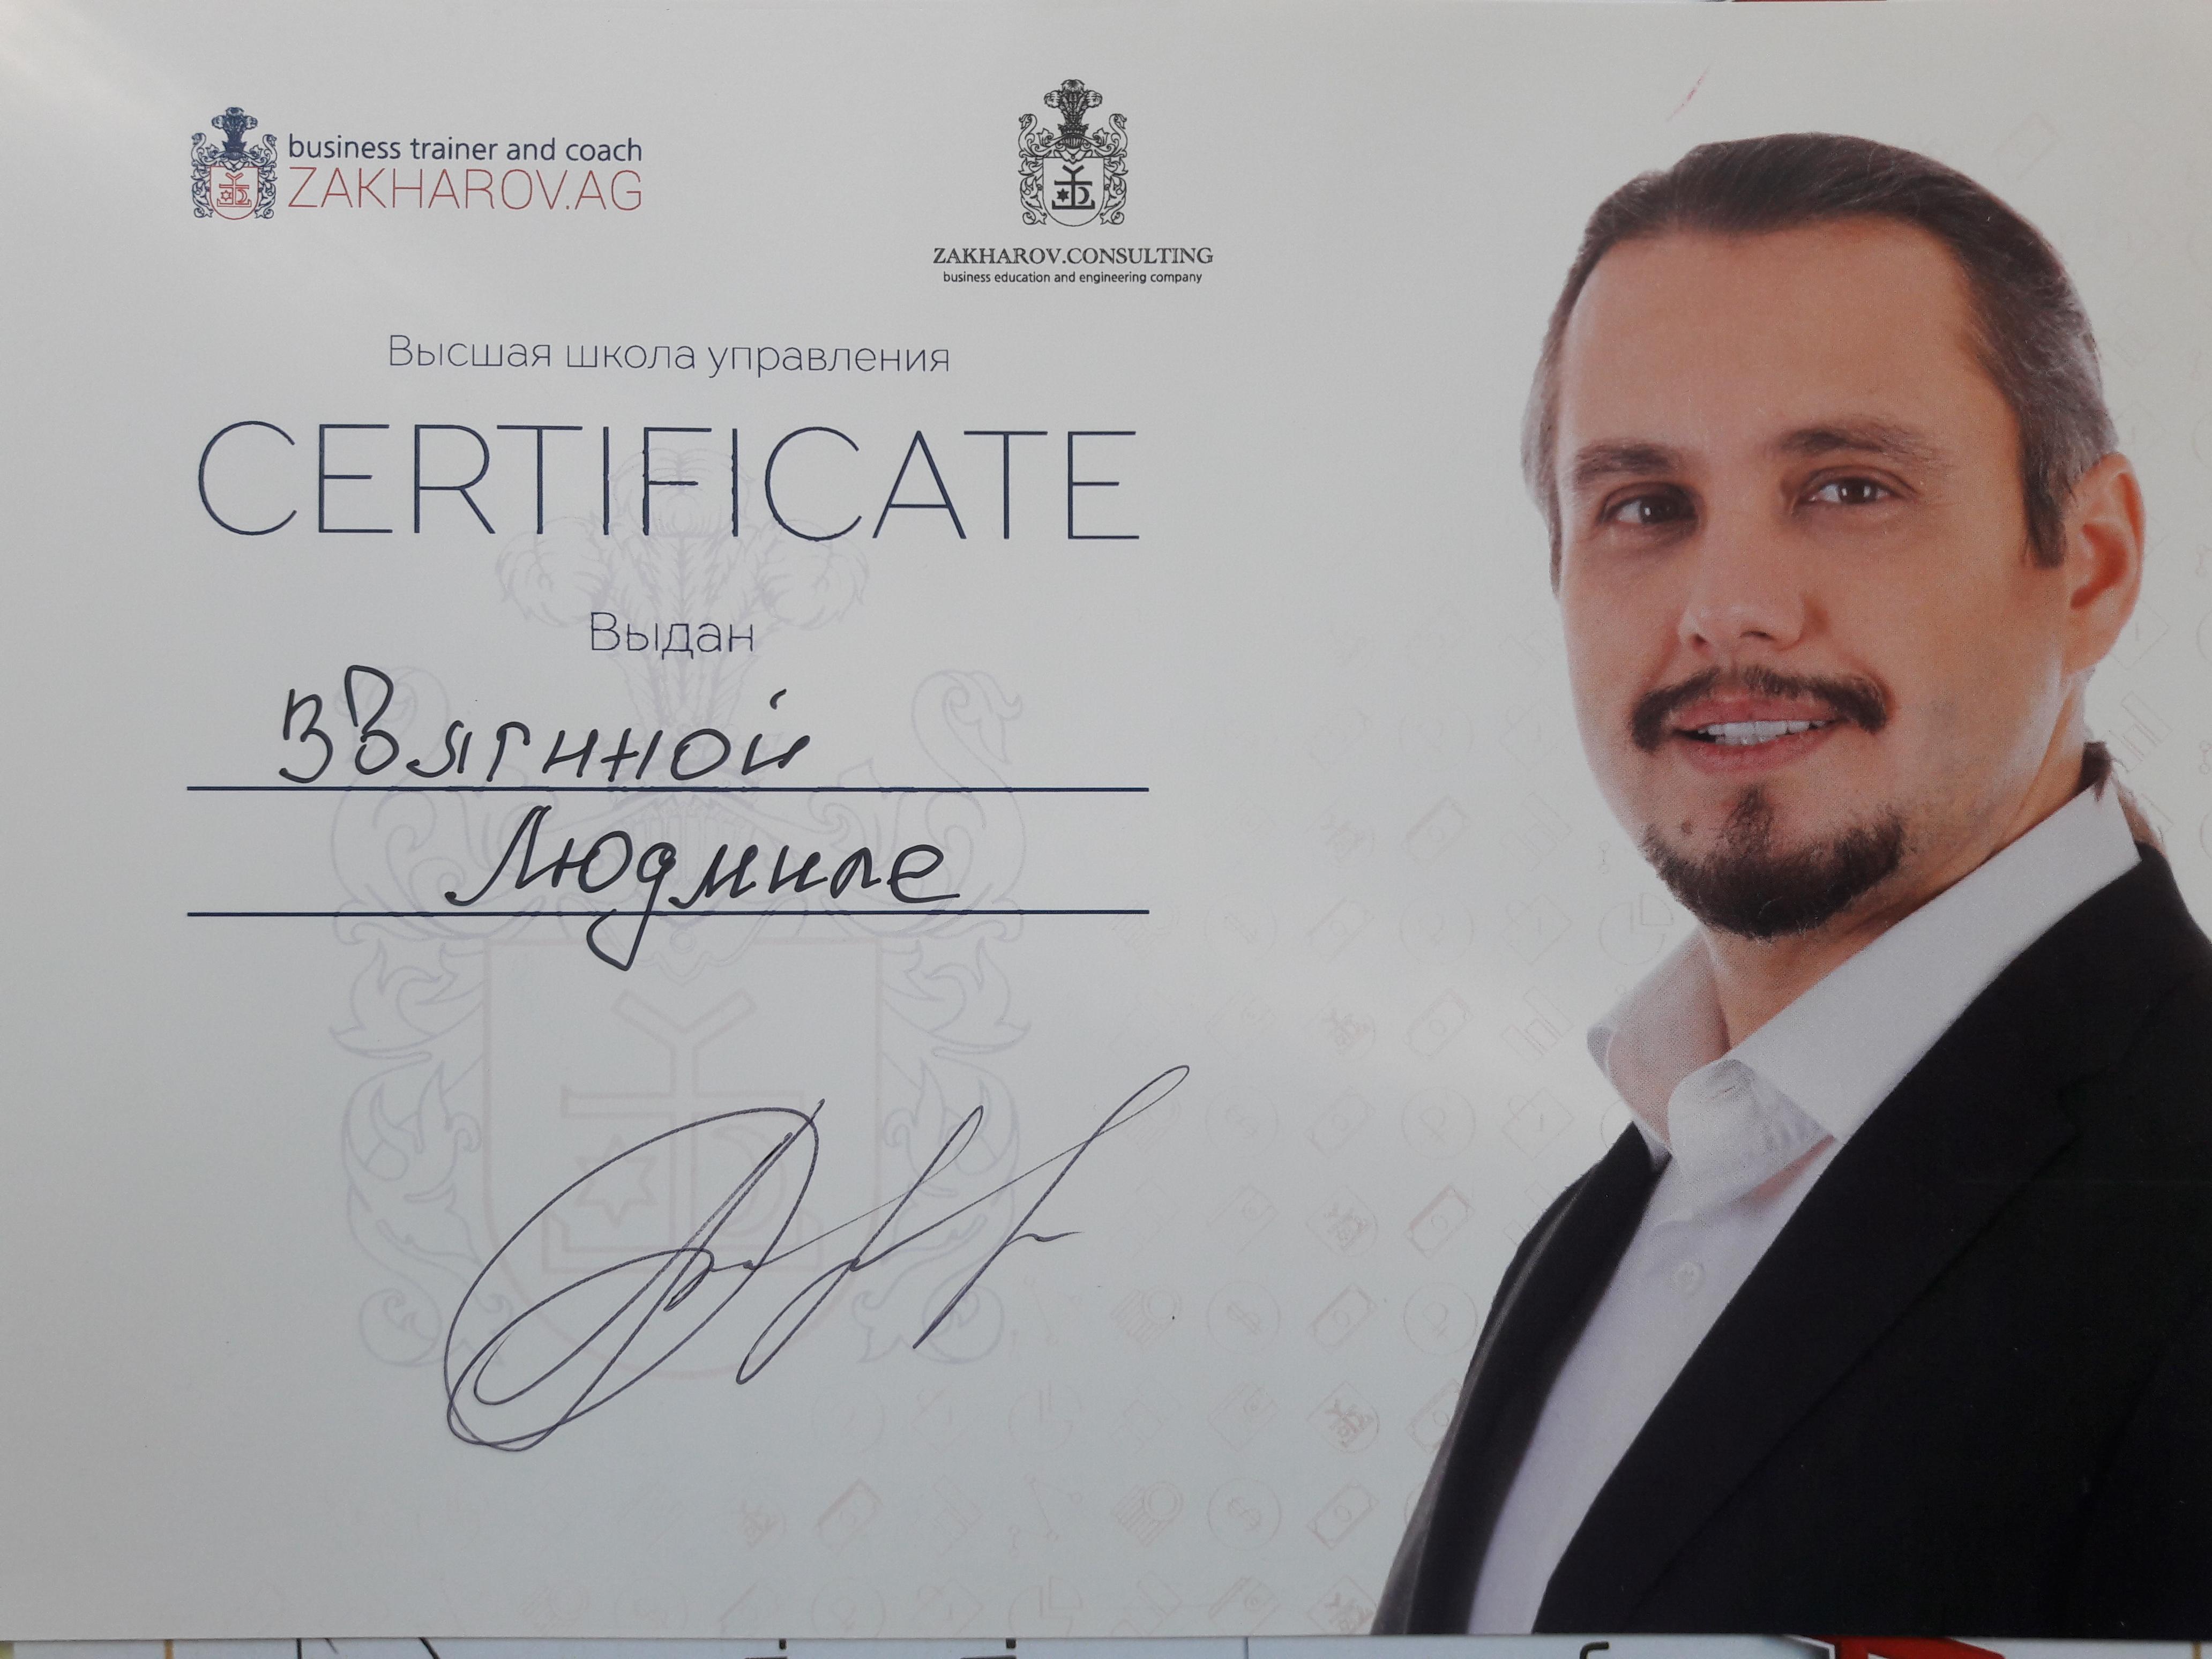 business trainer and coach
ZAKHAROV.AG
ZAKHAROV.CONSULTING
business education and engineering company
Высшая школа управления
CERTIFICATE
Выдан
Звягиной
Людмиле